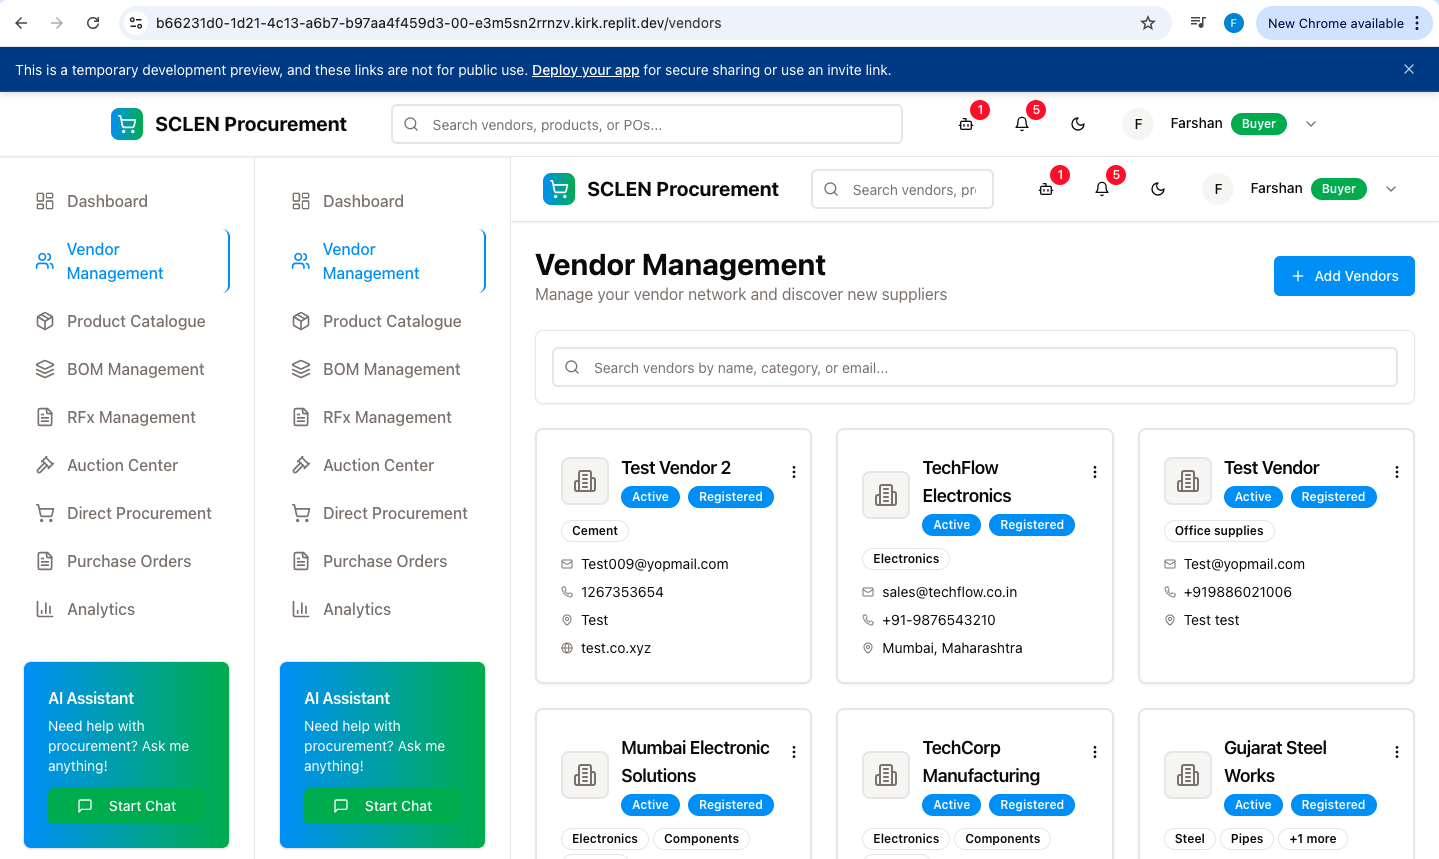 b66231d0-1d21-4c13-a6b7-b97aa4f459d3-00-e3m5sn2rrnzv.kirk.replit.dev/vendors
F
New Chrome available
This is a temporary development preview, and these links are not for public use. Deploy your app for secure sharing or use an invite link.
SCLEN Procurement
Search vendors, products, or POs...
1
5
F
Farshan
Buyer
Dashboard
Vendor
Management
Product Catalogue
BOM Management
RFx Management
Auction Center
Direct Procurement
Purchase Orders
Analytics
AI Assistant
Need help with
procurement? Ask me
anything!
Start Chat
Dashboard
Vendor
Management
Product Catalogue
BOM Management
RFx Management
Auction Center
Direct Procurement
Purchase Orders
Analytics
AI Assistant
Need help with
procurement? Ask me
anything!
Start Chat
SCLEN Procurement
Search vendors, pr
1
5
F
Farshan
Buyer
Vendor Management
Manage your vendor network and discover new suppliers
Add Vendors
Search vendors by name, category, or email...
Test Vendor 2
Active
Registered
Cement
Test009@yopmail.com
1267353654
Test
test.co.xyz
TechFlow
Electronics
Active
Registered
Electronics
sales@techflow.co.in
+91-9876543210
Mumbai, Maharashtra
Test Vendor
Active
Registered
Office supplies
Test@yopmail.com
+919886021006
Test test
Mumbai Electronic
Solutions
Active
Registered
Electronics
Components
TechCorp
Manufacturing
Active
Registered
Electronics
Components
Gujarat Steel
Works
Active
Registered
Steel
Pipes
+1 more